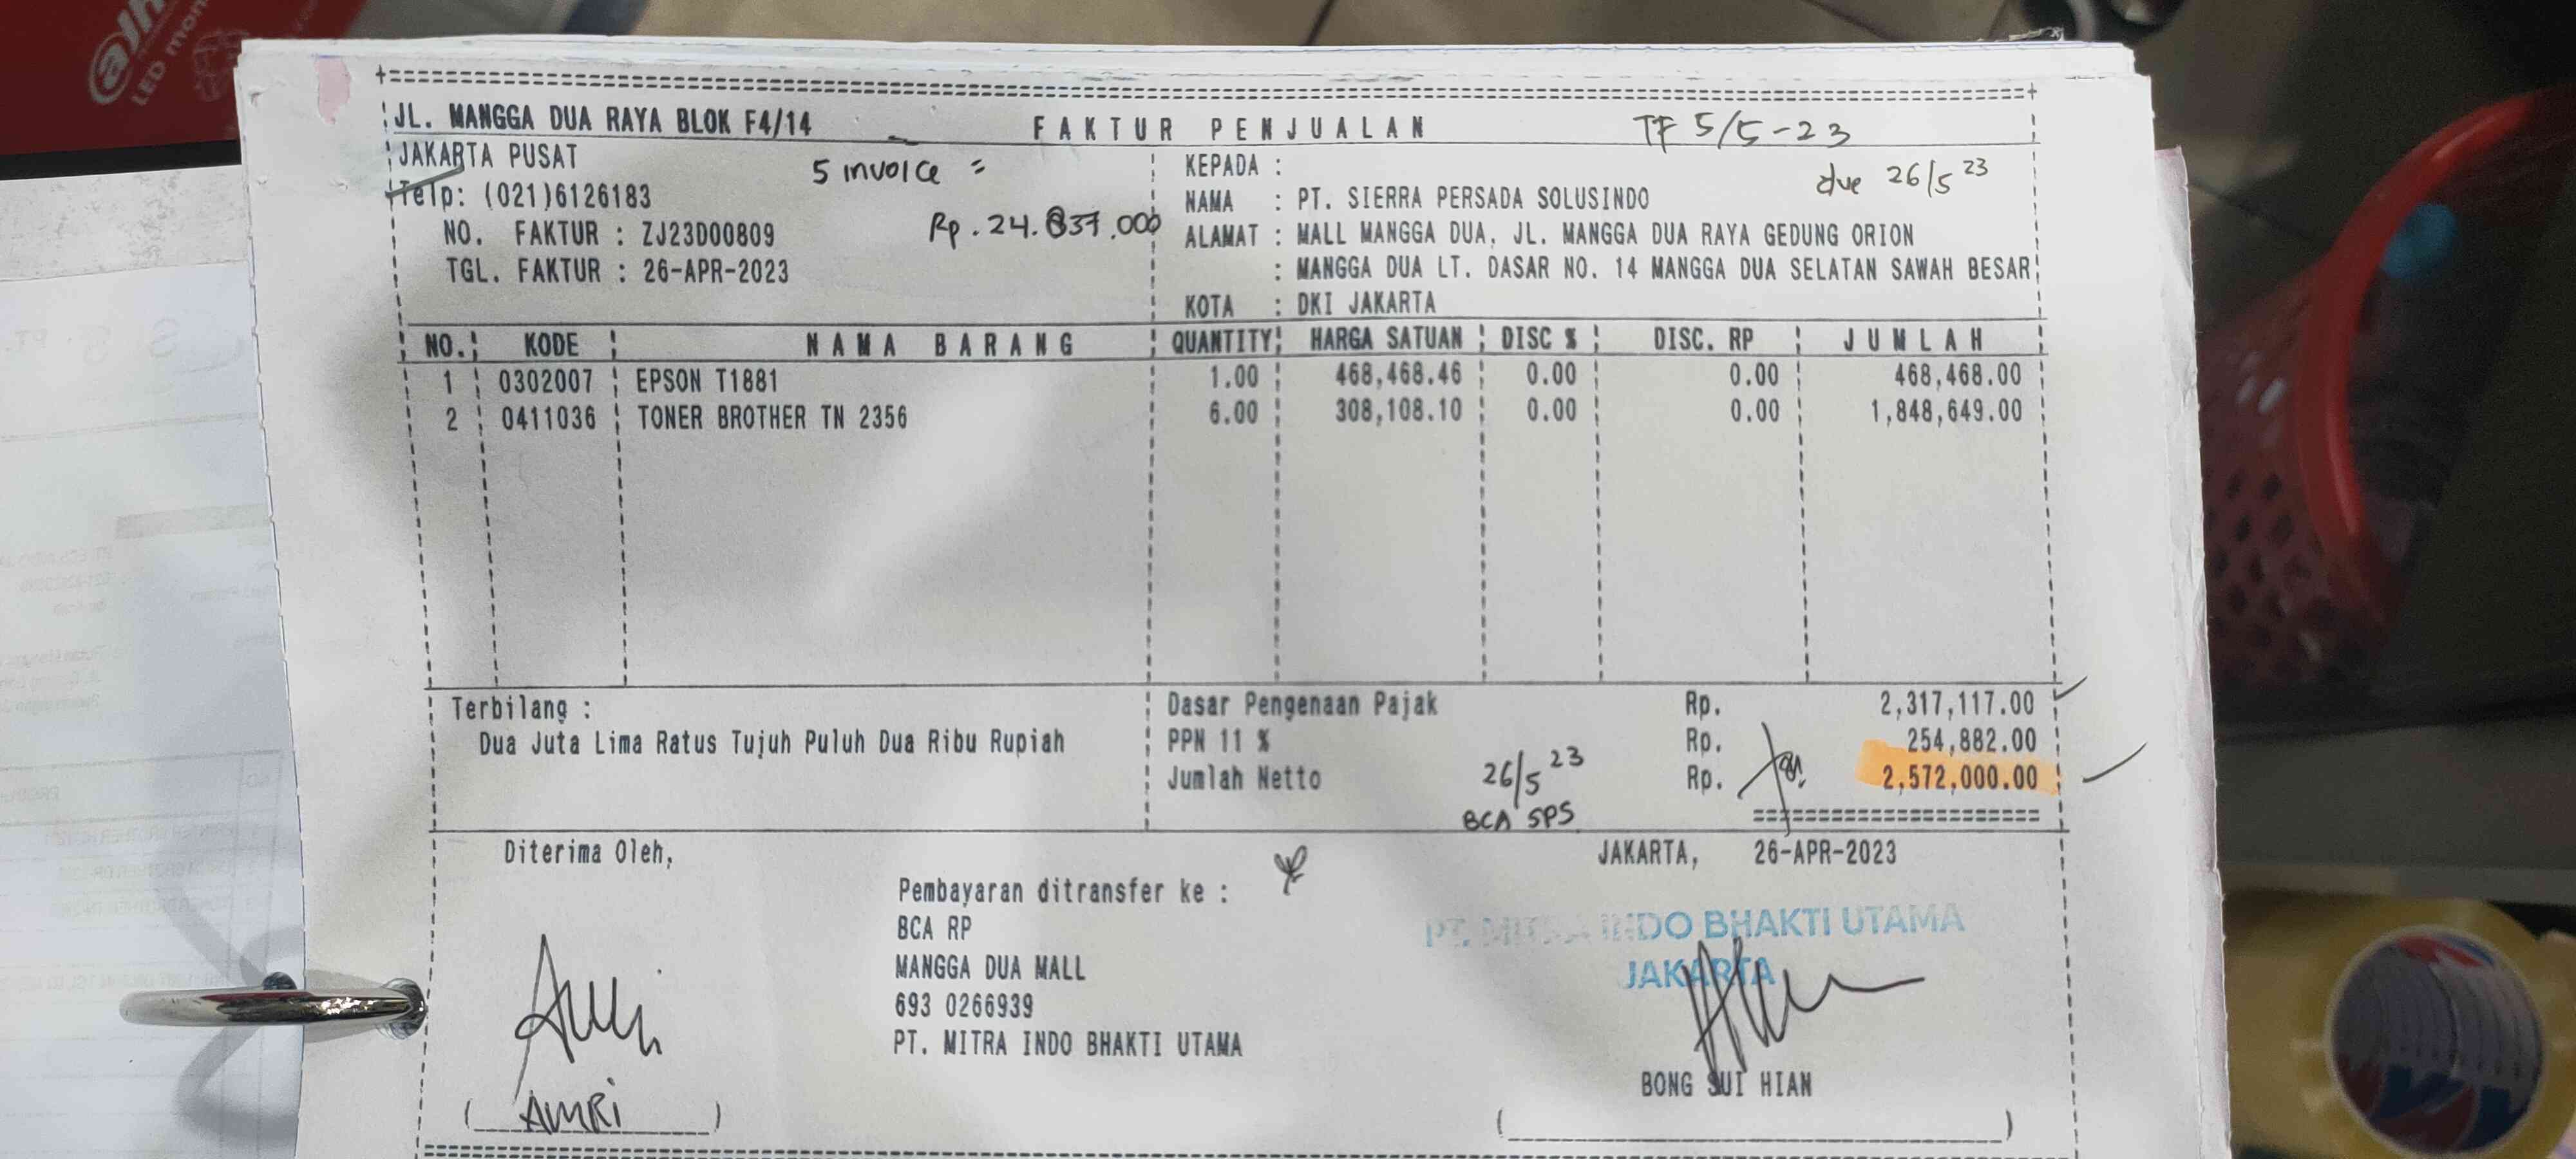 alh
LED mon
JL. MANGGA DUA RAYA BLOK F4/14
FAKTUR PENJUALAN
TF 5/5-23
JAKARTA PUSAT
5 invoice =
KEPADA :
due 26/5 23
Telp: (021)6126183
NAMA : PT. SIERRA PERSADA SOLUSINDO
NO. FAKTUR : ZJ23D00809
Rp. 24.837.000
ALAMAT : MALL MANGGA DUA, JL. MANGGA DUA RAYA GEDUNG ORION
TGL. FAKTUR : 26-APR-2023
: MANGGA DUA LT. DASAR NO. 14 MANGGA DUA SELATAN SAWAH BESAR
KOTA : DKI JAKARTA
NO. KODE NAMA BARANG QUANTITY HARGA SATUAN DISC % DISC. RP JUMLAH
1 0302007 EPSON T1881 1.00 468,468.46 0.00 0.00 468,468.00
2 0411036 TONER BROTHER TN 2356 6.00 308,108.10 0.00 0.00 1,848,649.00
Terbilang : Dasar Pengenaan Pajak Rp. 2,317,117.00
Dua Juta Lima Ratus Tujuh Puluh Dua Ribu Rupiah PPN 11 % Rp. 254,882.00
Jumlah Netto 26/5 23 Rp. 2,572,000.00
BCA SPS
Diterima Oleh, JAKARTA, 26-APR-2023
Pembayaran ditransfer ke :
BCA RP
PT. MITRA INDO BHAKTI UTAMA
MANGGA DUA MALL
JAKARTA
693 0266939
PT. MITRA INDO BHAKTI UTAMA
BONG SUI HIAN
(AMRI)